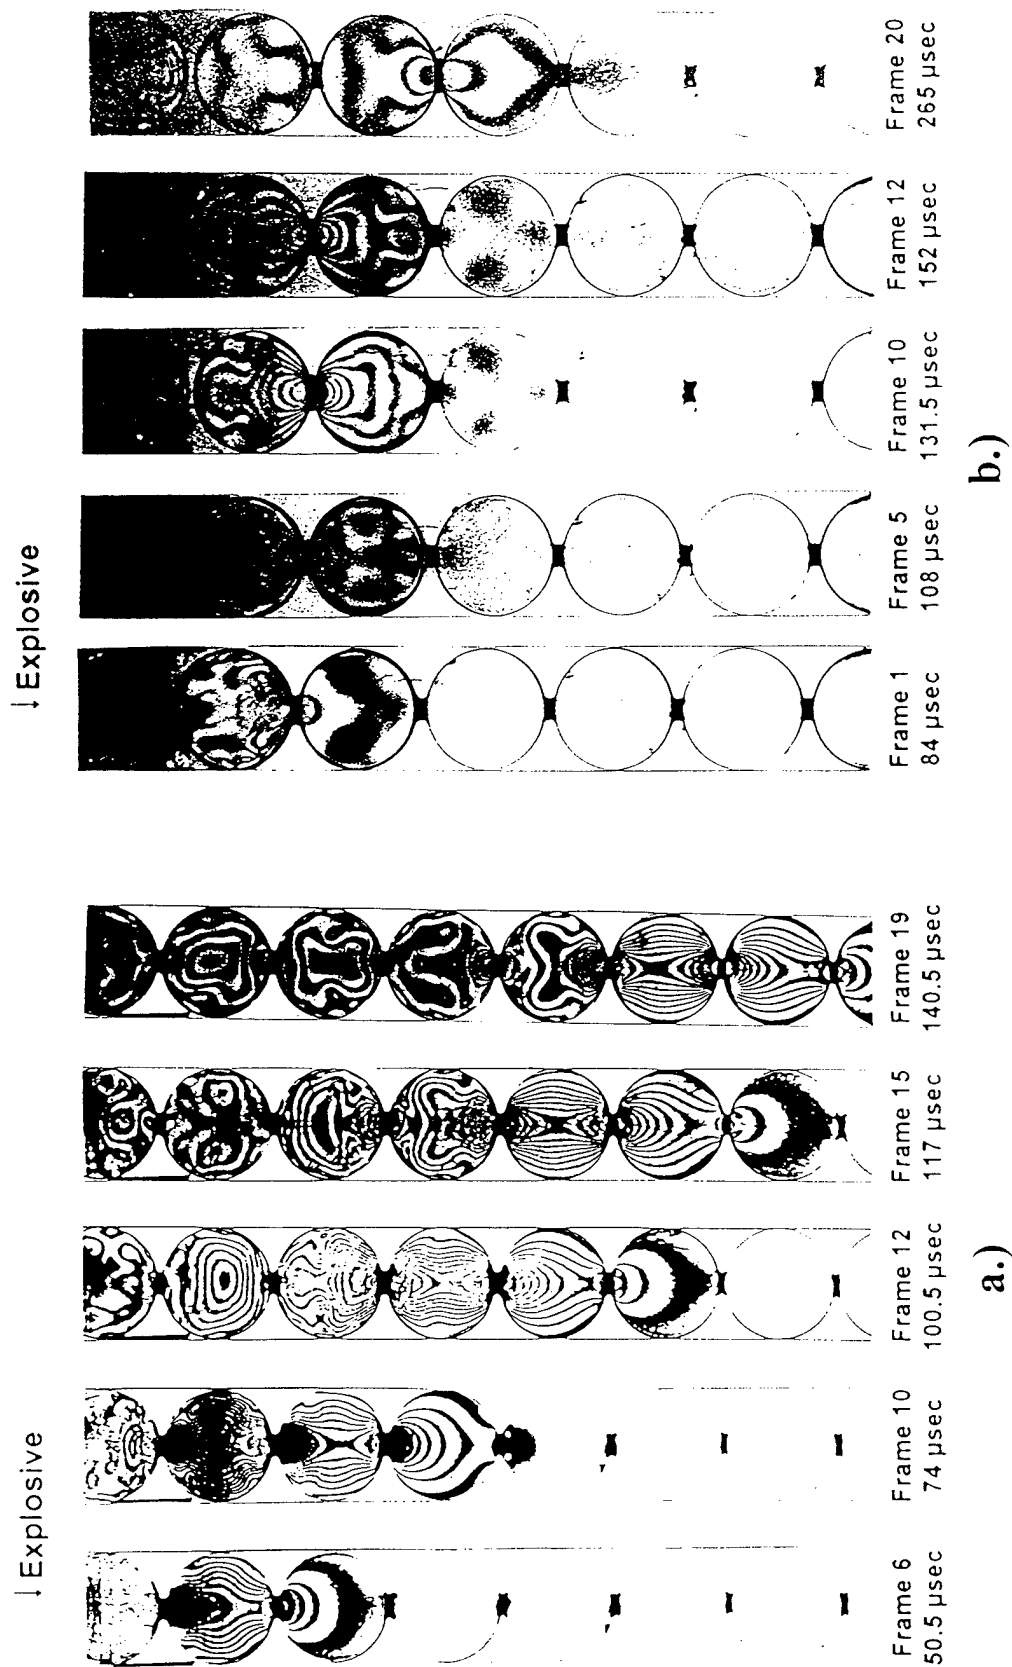 ↓ Explosive
Frame 6
50.5 µsec
Frame 10
74 µsec
Frame 12
100.5 µsec
Frame 15
117 µsec
Frame 19
140.5 µsec
a.)
↓ Explosive
Frame 1
84 µsec
Frame 5
108 µsec
Frame 10
131.5 µsec
Frame 12
152 µsec
Frame 20
265 µsec
b.)